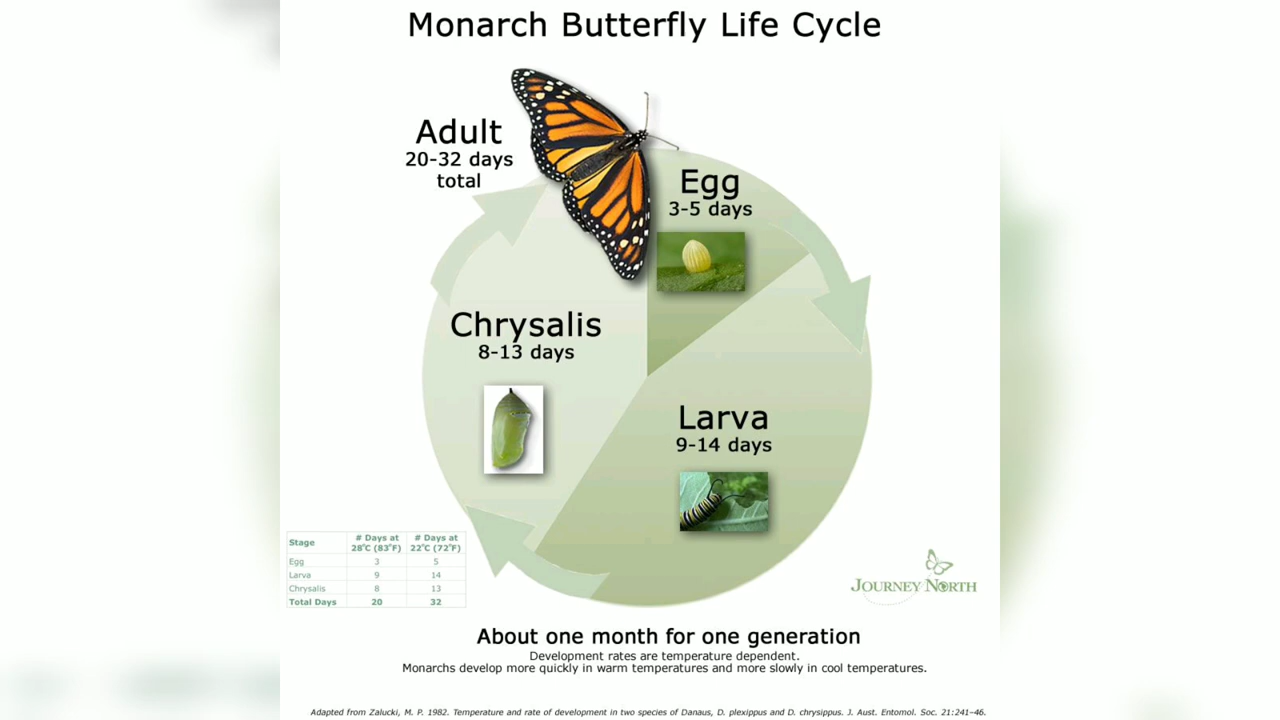 Monarch Butterfly Life Cycle
Adult
20-32 days
total
Egg
3-5 days
Chrysalis
8-13 days
Larva
9-14 days
Stage # Days at 28°C (83°F) # Days at 22°C (72°F)
Egg 3 5
Larva 9 14
Chrysalis 8 13
Total Days 20 32
JOURNEY NORTH
About one month for one generation
Development rates are temperature dependent.
Monarchs develop more quickly in warm temperatures and more slowly in cool temperatures.
Adapted from Zalucki, M. P. 1982. Temperature and rate of development in two species of Danaus, D. plexippus and D. chrysippus. J. Aust. Entomol. Soc. 21:241–46.